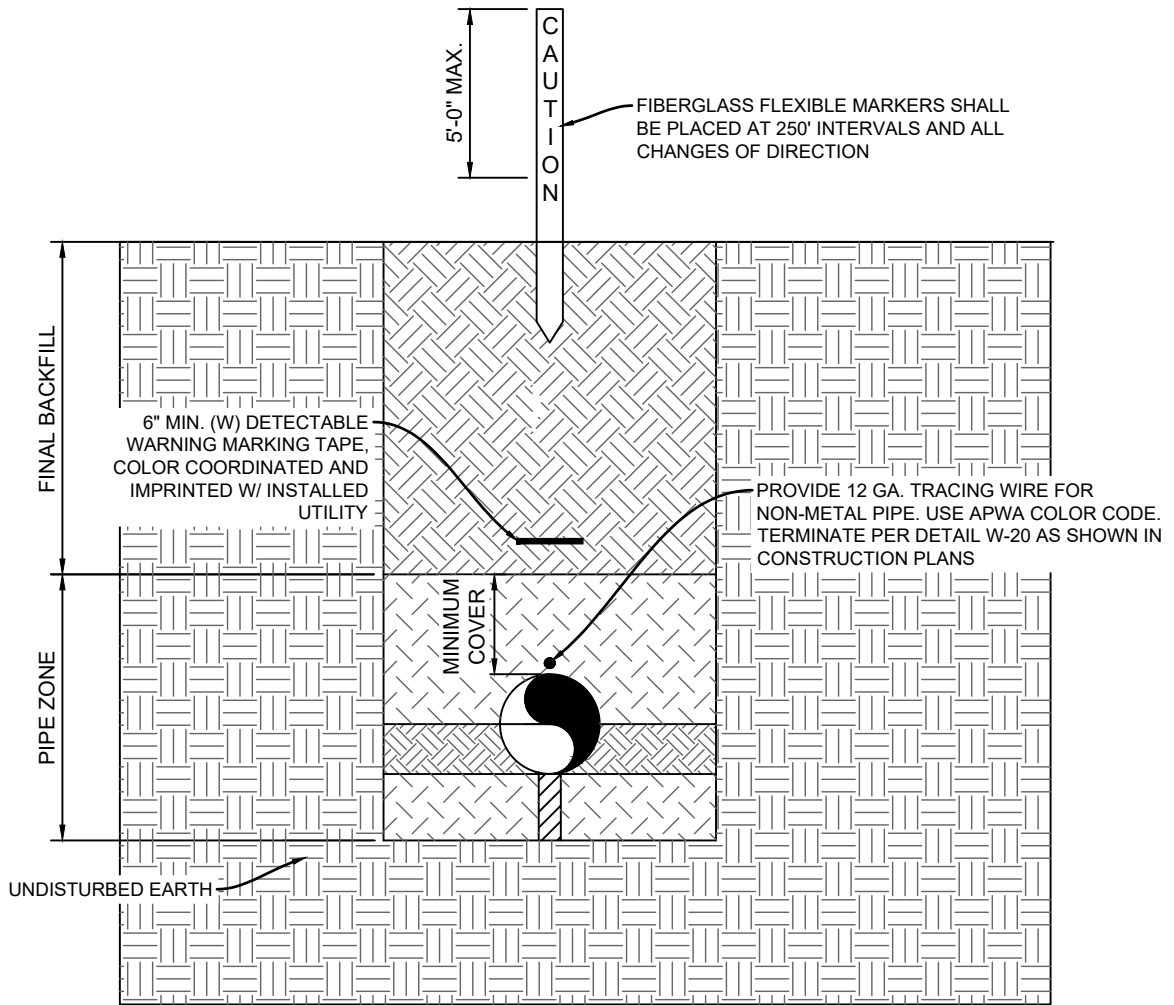 CAUTION
5'-0" MAX.
FIBERGLASS FLEXIBLE MARKERS SHALL
BE PLACED AT 250' INTERVALS AND ALL
CHANGES OF DIRECTION
FINAL BACKFILL
6" MIN. (W) DETECTABLE
WARNING MARKING TAPE,
COLOR COORDINATED AND
IMPRINTED W/ INSTALLED
UTILITY
PROVIDE 12 GA. TRACING WIRE FOR
NON-METAL PIPE. USE APWA COLOR CODE.
TERMINATE PER DETAIL W-20 AS SHOWN IN
CONSTRUCTION PLANS
MINIMUM
COVER
PIPE ZONE
UNDISTURBED EARTH